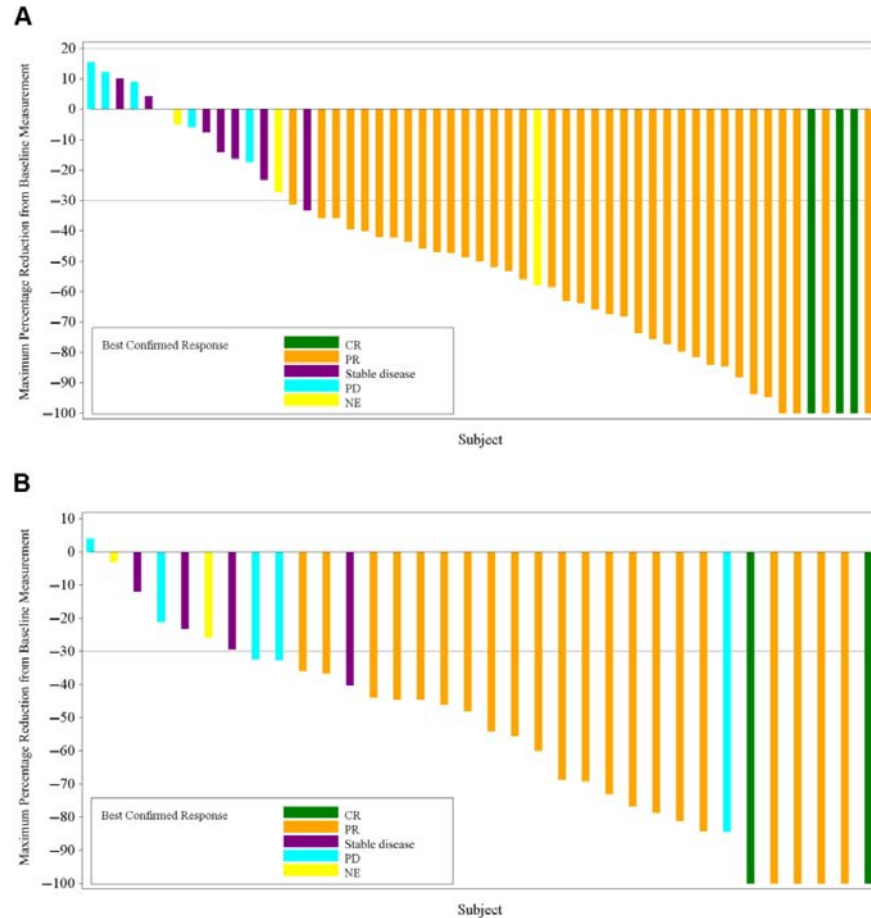 A
Maximum Percentage Reduction from Baseline Measurement
20
10
0
−10
−20
−30
−40
−50
−60
−70
−80
−90
−100
Best Confirmed Response
CR
PR
Stable disease
PD
NE
Subject
B
Maximum Percentage Reduction from Baseline Measurement
10
0
−10
−20
−30
−40
−50
−60
−70
−80
−90
−100
Best Confirmed Response
CR
PR
Stable disease
PD
NE
Subject